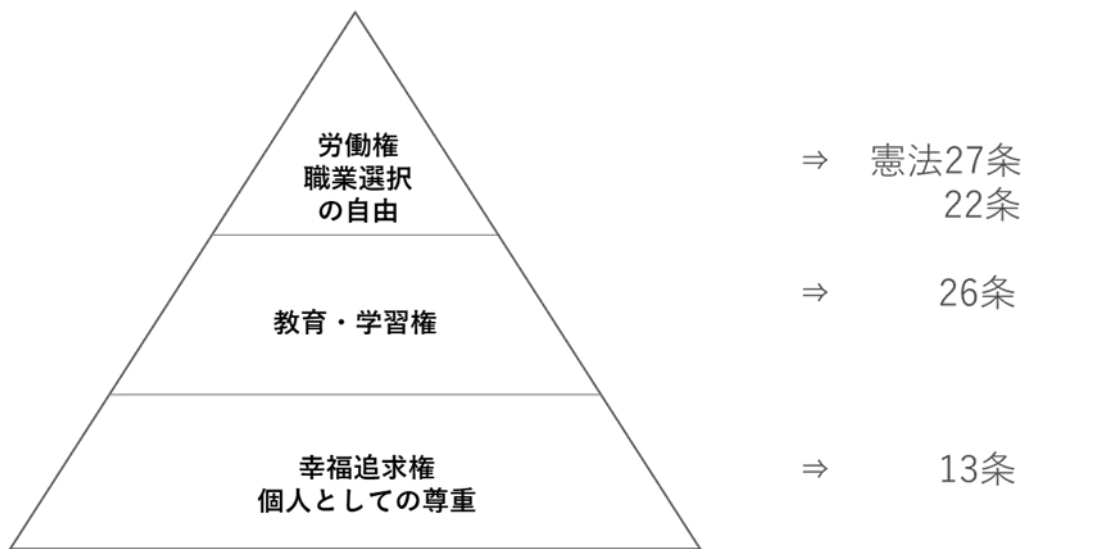 労働権
職業選択
の自由
⇒ 憲法27条
22条
教育・学習権
⇒ 26条
幸福追求権
個人としての尊重
⇒ 13条